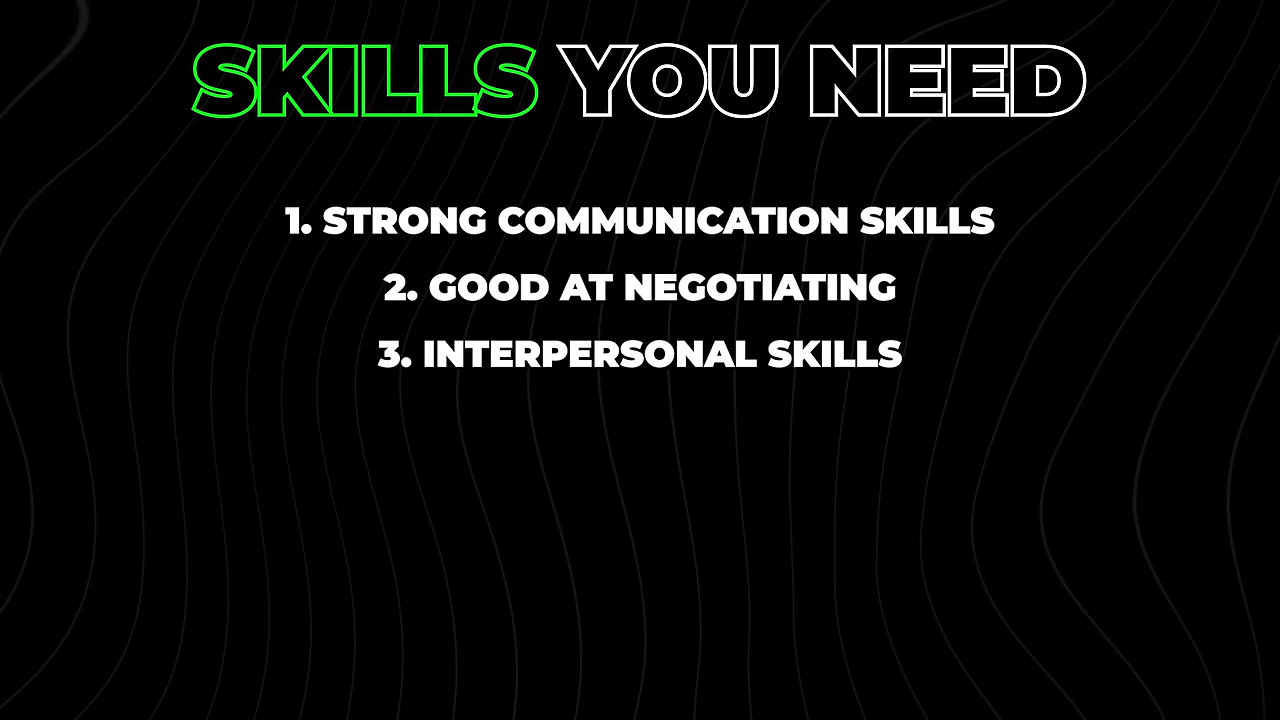 SKILLS YOU NEED
1. STRONG COMMUNICATION SKILLS
2. GOOD AT NEGOTIATING
3. INTERPERSONAL SKILLS